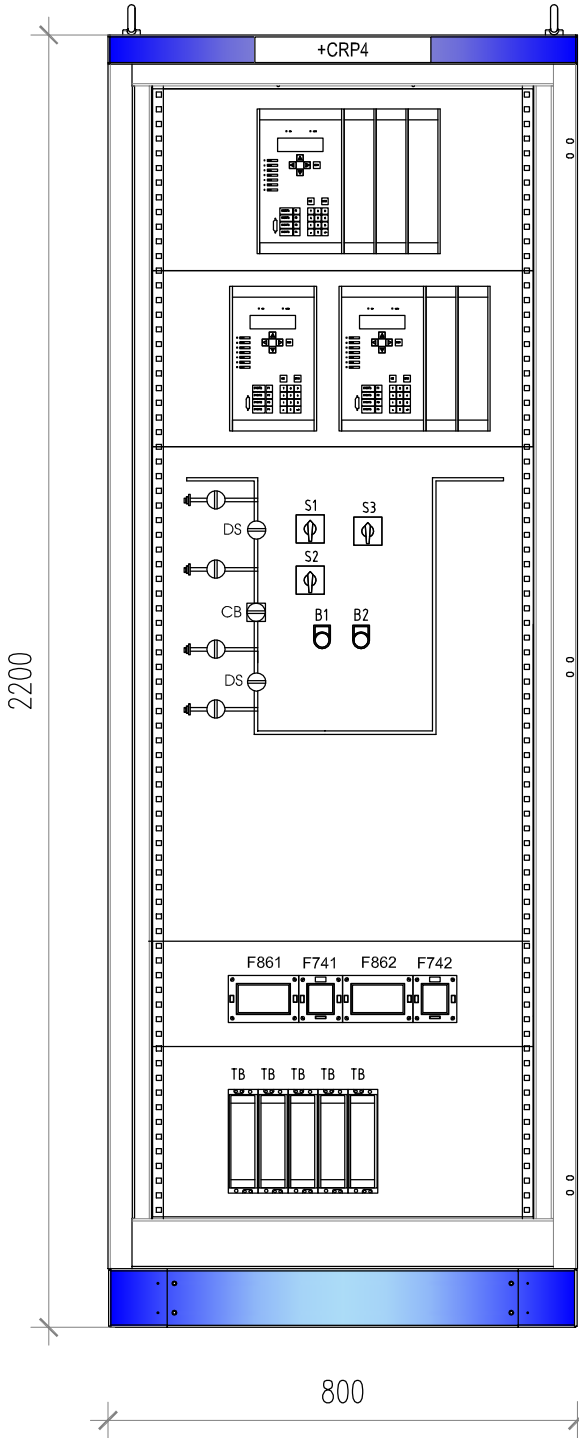 +CRP4
S1 S3
DS
S2
CB
B1 B2
DS
2200
F861 F741 F862 F742
TB TB TB TB TB
800